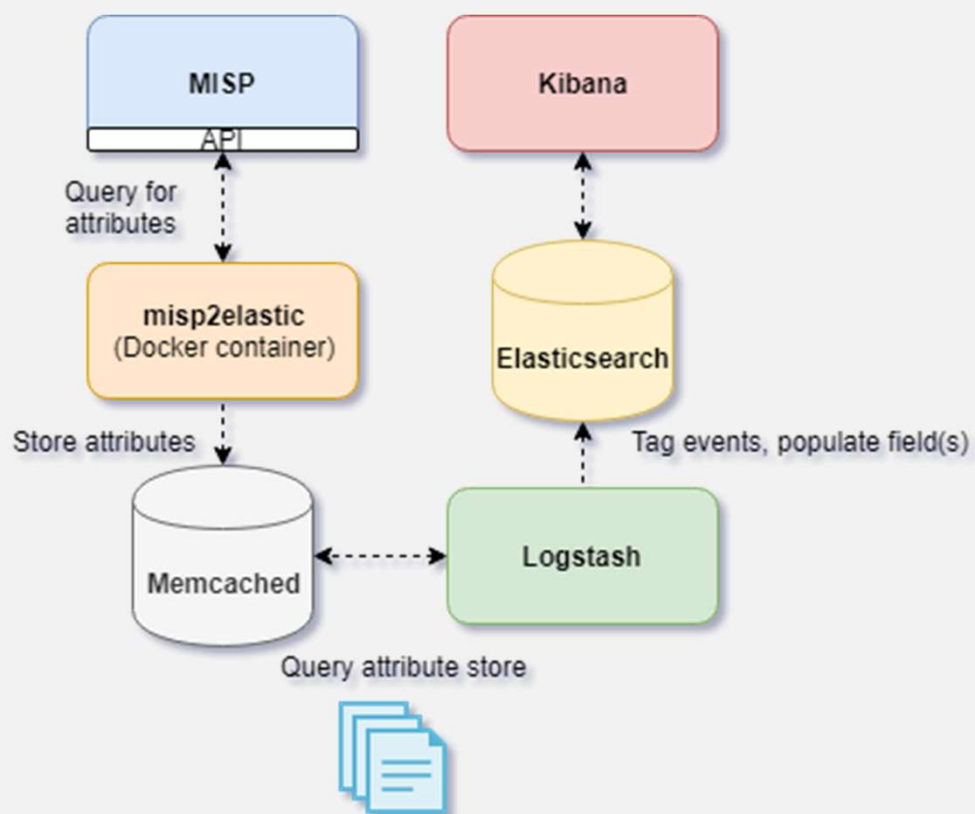 MISP
API
Kibana
Query for
attributes
misp2elastic
(Docker container)
Elasticsearch
Store attributes
Tag events, populate field(s)
Memcached
Logstash
Query attribute store